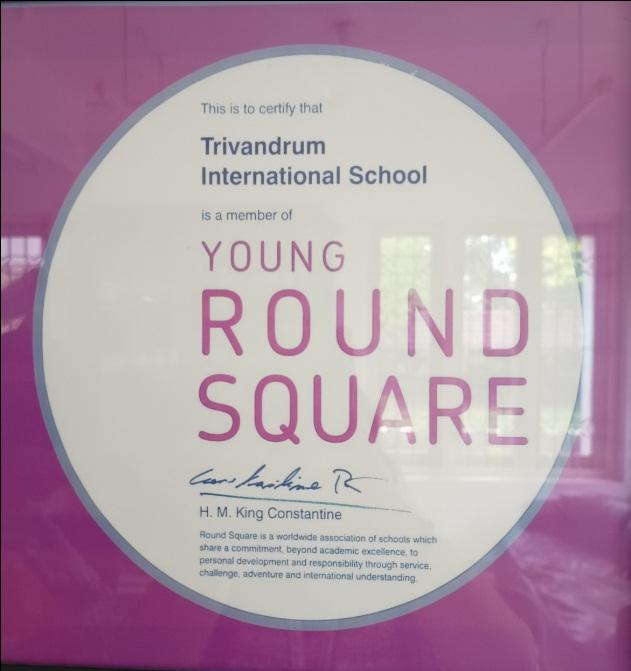 This is to certify that
Trivandrum
International School
is a member of
YOUNG
ROUND
SQUARE
H. M. King Constantine
Round Square is a worldwide association of schools which
share a commitment, beyond academic excellence, to
personal development and responsibility through service,
challenge, adventure and international understanding.